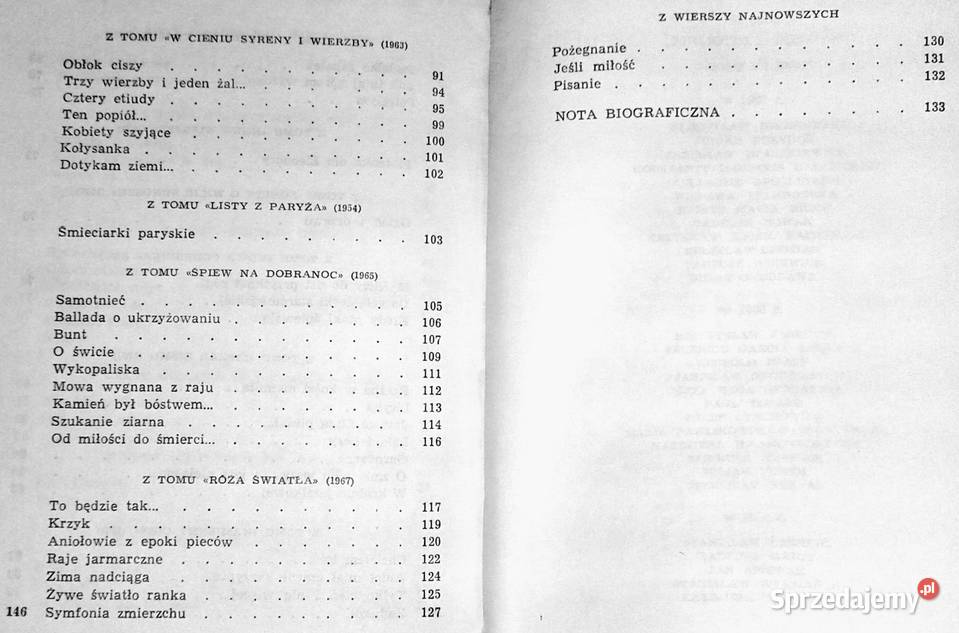 Z TOMU «W CIENIU SYRENY I WIERZBY» (1963)
Obłok ciszy . . . . . . . . . . 91
Trzy wierzby i jeden żal... . . . . . . . 94
Cztery etiudy . . . . . . . . . . 95
Ten popiół... . . . . . . . . . . 99
Kobiety szyjące . . . . . . . . . 100
Kołysanka . . . . . . . . . . . 101
Dotykam ziemi... . . . . . . . . . 102
Z TOMU «LISTY Z PARYŻA» (1954)
Śmieciarki paryskie . . . . . . . . . 103
Z TOMU «ŚPIEW NA DOBRANOC» (1965)
Samotnieć . . . . . . . . . . . 105
Ballada o ukrzyżowaniu . . . . . . . . 106
Bunt . . . . . . . . . . . . 107
O świcie . . . . . . . . . . . 109
Wykopaliska . . . . . . . . . . 111
Mowa wygnana z raju . . . . . . . . 112
Kamień był bóstwem... . . . . . . . . 113
Szukanie ziarna . . . . . . . . . 114
Od miłości do śmierci... . . . . . . . . 116
Z TOMU «RÓŻA ŚWIATŁA» (1967)
To będzie tak... . . . . . . . . . . 117
Krzyk . . . . . . . . . . . . 119
Aniołowie z epoki pieców . . . . . . . 120
Raje jarmarczne . . . . . . . . . 122
Zima nadciąga . . . . . . . . . . 124
Żywe światło ranka . . . . . . . . . 125
146 Symfonia zmierzchu . . . . . . . . . 127
Z WIERSZY NAJNOWSZYCH
Pożegnanie . . . . . . . . . . . 130
Jeśli miłość . . . . . . . . . . . 131
Pisanie . . . . . . . . . . . . 132
NOTA BIOGRAFICZNA . . . . . . . . 133
Sprzedajemy.pl